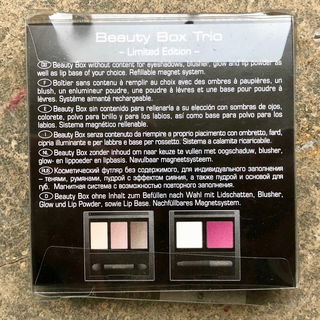 Beauty Box Trio
– Limited Edition –
Beauty Box without content for eyeshadows, blusher, glow and lip powder as
well as lip base of your choice. Refillable magnet system.
Boîtier sans contenu à remplir au choix avec des ombres à paupières, un
blush, un enlumineur poudre, une poudre à lèvres et une base pour poudre à
lèvres. Système aimanté rechargeable.
Beauty Box sin contenido para rellenarla a su elección con sombras de ojos,
colorete, polvo para brillo y para los labios, así como base para polvo para los
labios. Sistema magnético rellenable.
Beauty Box senza contenuto da riempire a proprio piacimento con ombretto, fard,
cipria illuminante e per labbra e base per rossetto. Sistema a calamita ricaricabile.
NL Beauty Box zonder inhoud om naar keuze te vullen met oogschaduw, blusher,
glow- en lippoeder en lipbasis. Navulbaar magneetsysteem.
RUS Косметический футляр без содержимого, для индивидуального заполнения
– тенями, румянами, пудрой с эффектом сияния, а также пудрой и основой для
губ. Магнитная система с возможностью повторного заполнения.
D Beauty Box ohne Inhalt zum Befüllen nach Wahl mit Lidschatten, Blusher,
Glow und Lip Powder, sowie Lip Base. Nachfüllbares Magnetsystem.